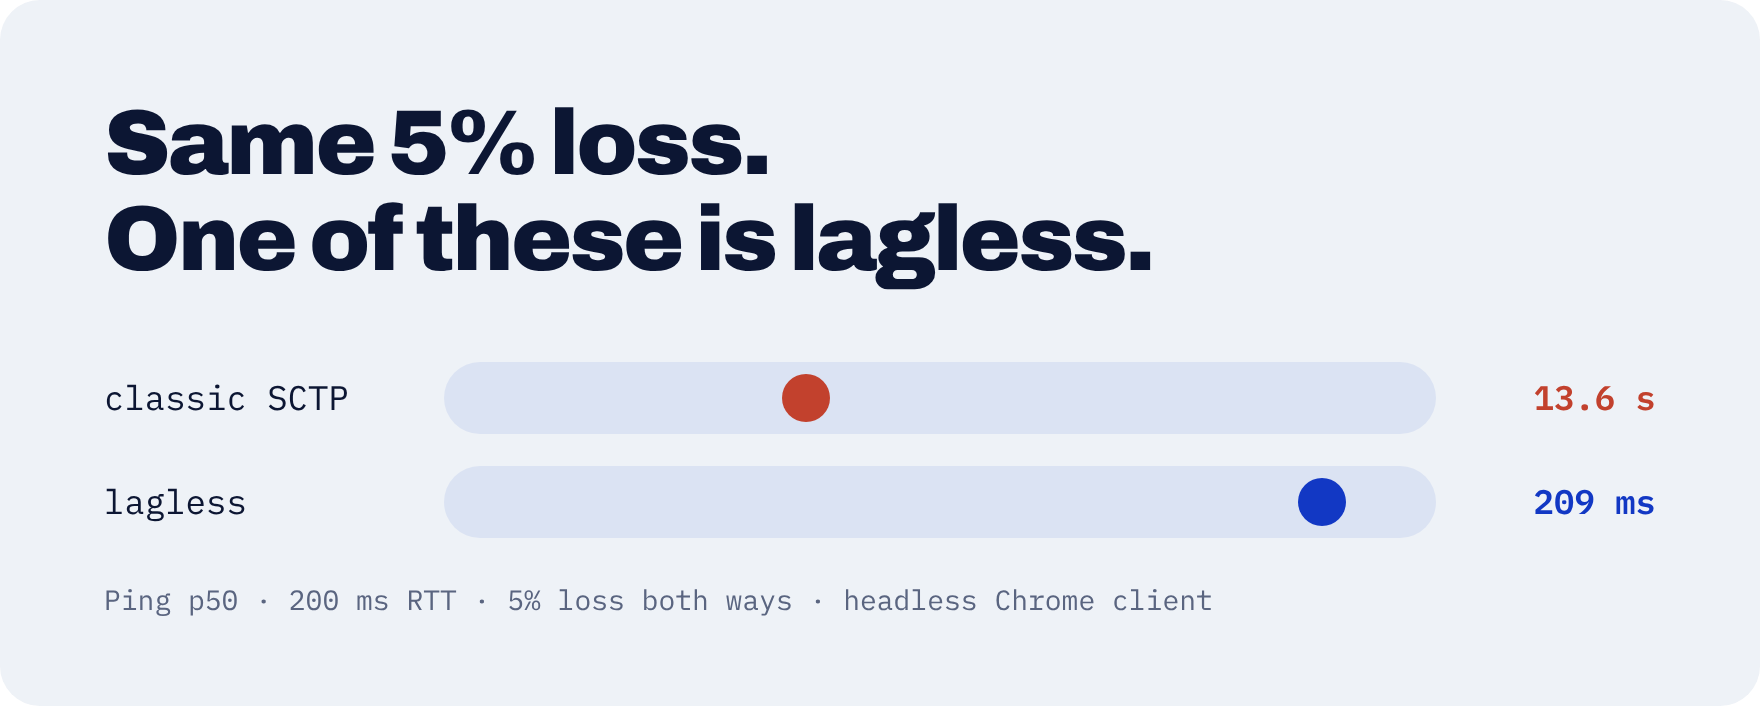 Same 5% loss.
One of these is lagless.
classic SCTP 13.6 s
lagless 209 ms
Ping p50 · 200 ms RTT · 5% loss both ways · headless Chrome client